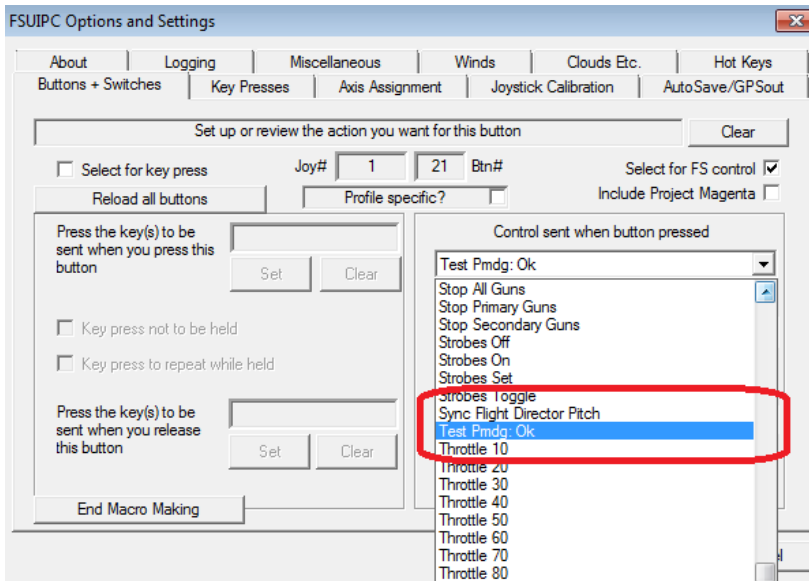 FSUIPC Options and Settings
About Logging Miscellaneous Winds Clouds Etc. Hot Keys
Buttons + Switches Key Presses Axis Assignment Joystick Calibration AutoSave/GPSout
Set up or review the action you want for this button Clear
Select for key press Joy# 1 21 Btn# Select for FS control
Reload all buttons Profile specific? Include Project Magenta
Press the key(s) to be
sent when you press this
button
Set Clear
Key press not to be held
Key press to repeat while held
Press the key(s) to be
sent when you release
this button
Set Clear
End Macro Making
Control sent when button pressed
Test Pmdg: Ok
Stop All Guns
Stop Primary Guns
Stop Secondary Guns
Strobes Off
Strobes On
Strobes Set
Strobes Toggle
Sync Flight Director Pitch
Test Pmdg: Ok
Throttle 10
Throttle 20
Throttle 30
Throttle 40
Throttle 50
Throttle 60
Throttle 70
Throttle 80